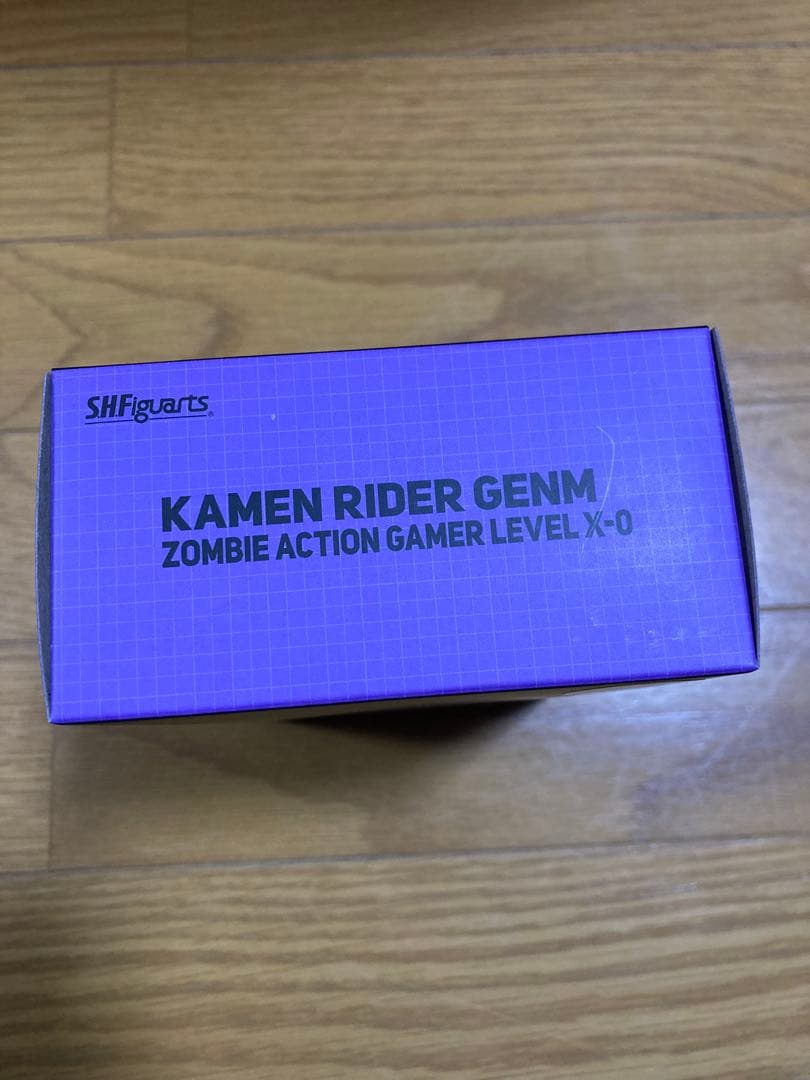 S.H.Figuarts
KAMEN RIDER GENM
ZOMBIE ACTION GAMER LEVEL X-0